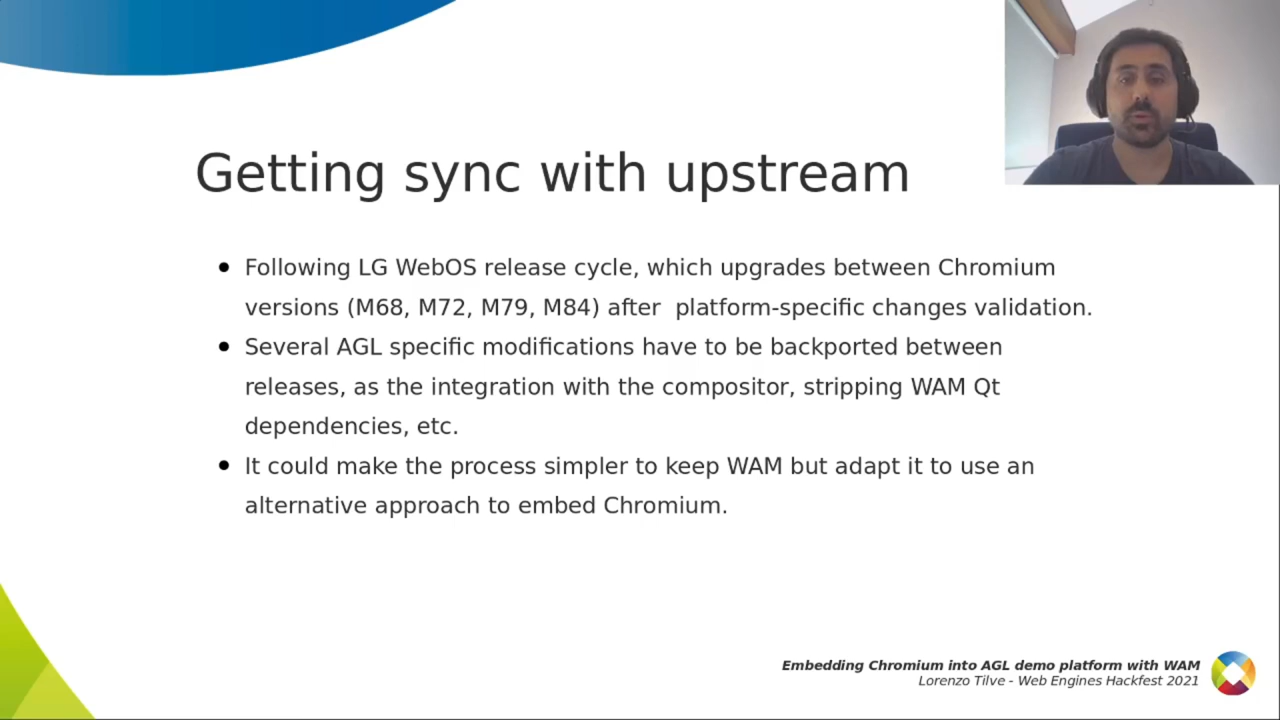 Getting sync with upstream
Following LG WebOS release cycle, which upgrades between Chromium
versions (M68, M72, M79, M84) after  platform-specific changes validation.
Several AGL specific modifications have to be backported between
releases, as the integration with the compositor, stripping WAM Qt
dependencies, etc.
It could make the process simpler to keep WAM but adapt it to use an
alternative approach to embed Chromium.
Embedding Chromium into AGL demo platform with WAM
Lorenzo Tilve - Web Engines Hackfest 2021